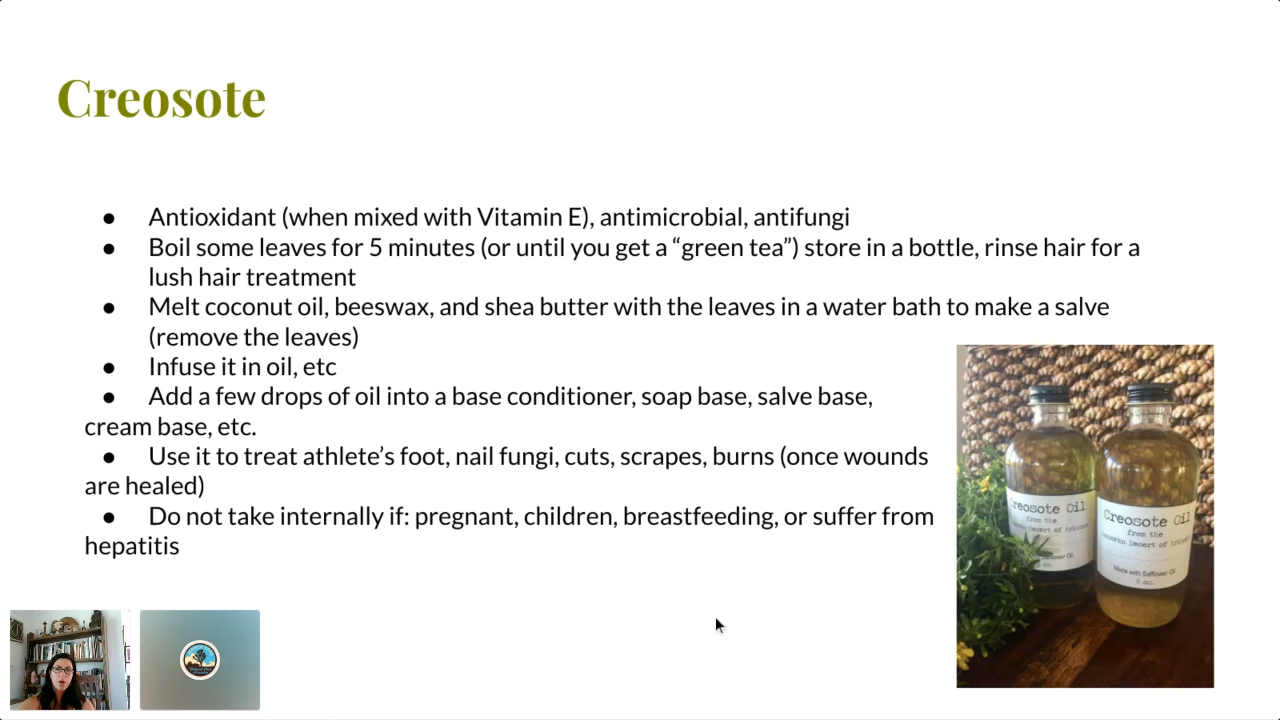 Creosote
● Antioxidant (when mixed with Vitamin E), antimicrobial, antifungi
● Boil some leaves for 5 minutes (or until you get a “green tea”) store in a bottle, rinse hair for a
lush hair treatment
● Melt coconut oil, beeswax, and shea butter with the leaves in a water bath to make a salve
(remove the leaves)
● Infuse it in oil, etc
● Add a few drops of oil into a base conditioner, soap base, salve base,
cream base, etc.
● Use it to treat athlete’s foot, nail fungi, cuts, scrapes, burns (once wounds
are healed)
● Do not take internally if: pregnant, children, breastfeeding, or suffer from
hepatitis
Creosote Oil
from the
Desert of
Creosote Oil
from the
Desert of
Made with Safflower Oil